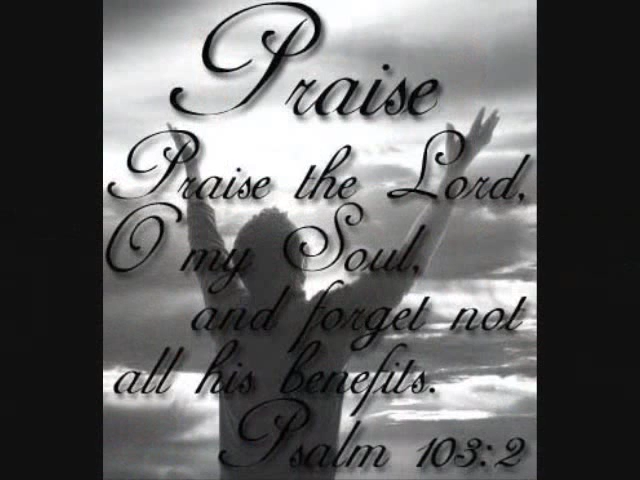 Praise
Praise the Lord,
O my Soul,
and forget not
all his benefits.
Psalm 103:2